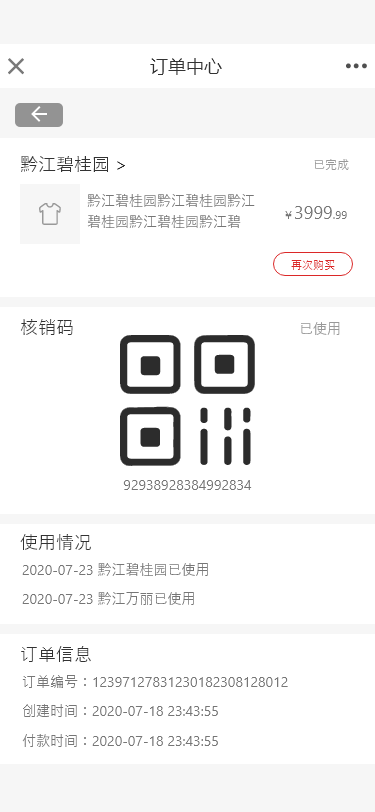 订单中心
黔江碧桂园 >
已完成
黔江碧桂园黔江碧桂园黔江
碧桂园黔江碧桂园黔江碧
¥3999.99
再次购买
核销码
已使用
92938928384992834
使用情况
2020-07-23 黔江碧桂园已使用
2020-07-23 黔江万丽已使用
订单信息
订单编号：12397127831230182308128012
创建时间：2020-07-18 23:43:55
付款时间：2020-07-18 23:43:55